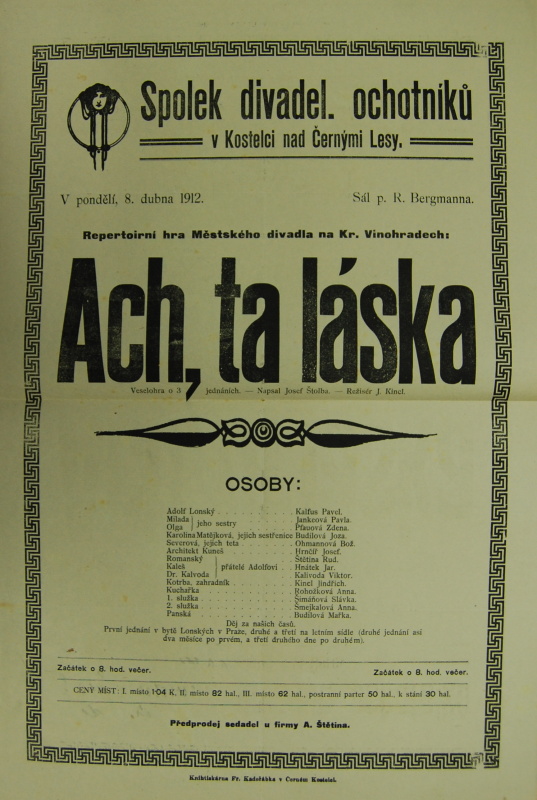 Spolek divadel. ochotníků
v Kostelci nad Černými Lesy.
V pondělí, 8. dubna 1912. Sál p. R. Bergmanna.
Repertoirní hra Městského divadla na Kr. Vinohradech:
Ach, ta láska
Veselohra o 3 jednáních. — Napsal Josef Štolba. — Režisér J. Kinel.
OSOBY:
Adolf Lonský . . . . . . . . Kalfus Pavel.
Milada } jeho sestry . . . . . . Jankeová Pavla.
Olga } Pfauová Zdena.
Karolina Matějková, jejich sestřenice Budilová Joza.
Severová, jejich teta . . . . . . Ohmannová Bož.
Architekt Kuneš . . . . . . . Hrnčíř Josef.
Romanský } Štětina Rud.
Kaleš } přátelé Adolfovi . . Hnátek Jar.
Dr. Kalvoda } Kalivoda Viktor.
Kotrba, zahradník . . . . . . Kinel Jindřich.
Kuchařka . . . . . . . . Rohožková Anna.
1. služka . . . . . . . . Šimáňová Slávka.
2. služka . . . . . . . . Šmejkalová Anna.
Panská . . . . . . . . Budilová Mařka.
Děj za našich časů.
První jednání v bytě Lonských v Praze, druhé a třetí na letním sídle (druhé jednání asi
dva měsíce po prvém, a třetí druhého dne po druhém).
Začátek o 8. hod. večer. Začátek o 8. hod. večer.
CENY MÍST: I. místo 1·04 K, II. místo 82 hal., III. místo 62 hal., postranní parter 50 hal., k stání 30 hal.
Předprodej sedadel u firmy A. Štětina.
Knihtiskárna Fr. Kadeřábka v Černém Kostelci.